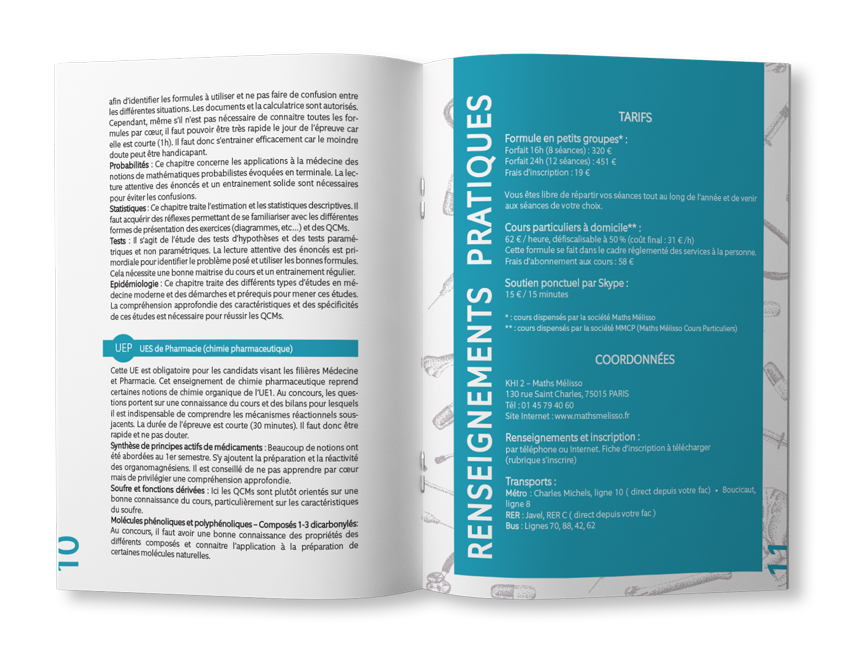 afin d'identifier les formules à utiliser et ne pas faire de confusion entre
les différentes situations. Les documents et la calculatrice sont autorisés.
Cependant, même s'il n'est pas nécessaire de connaitre toutes les for-
mules par cœur, il faut pouvoir être très rapide le jour de l'épreuve car
elle est courte (1h). Il faut donc s'entrainer efficacement car le moindre
doute peut être handicapant.
Probabilités : Ce chapitre concerne les applications à la médecine des
notions de mathématiques probabilistes évoquées en terminale. La lec-
ture attentive des énoncés et un entrainement solide sont nécessaires
pour éviter les confusions.
Statistiques : Ce chapitre traite l'estimation et les statistiques descriptives. Il
faut acquérir des réflexes permettant de se familiariser avec les différentes
formes de présentation des exercices (diagrammes, etc...) et des QCMs.
Tests : Il s'agit de l'étude des tests d'hypothèses et des tests paramé-
triques et non paramétriques. La lecture attentive des énoncés est pri-
mordiale pour identifier le problème posé et utiliser les bonnes formules.
Cela nécessite une bonne maitrise du cours et un entrainement régulier.
Epidémiologie : Ce chapitre traite des différents types d'études en mé-
decine moderne et des démarches et prérequis pour mener ces études.
La compréhension approfondie des caractéristiques et des spécificités
de ces études est nécessaire pour réussir les QCMs.
UEP UES de Pharmacie (chimie pharmaceutique)
Cette UE est obligatoire pour les candidats visant les filières Médecine
et Pharmacie. Cet enseignement de chimie pharmaceutique reprend
certaines notions de chimie organique de l'UE1. Au concours, les ques-
tions portent sur une connaissance du cours et des bilans pour lesquels
il est indispensable de comprendre les mécanismes réactionnels sous-
jacents. La durée de l'épreuve est courte (30 minutes). Il faut donc être
rapide et ne pas douter.
Synthèse de principes actifs de médicaments : Beaucoup de notions ont
été abordées au 1er semestre. S'y ajoutent la préparation et la réactivité
des organomagnésiens. Il est conseillé de ne pas apprendre par cœur
mais de privilégier une compréhension approfondie.
Soufre et fonctions dérivées : Ici les QCMs sont plutôt orientés sur une
bonne connaissance du cours, particulièrement sur les caractéristiques
du soufre.
Molécules phénoliques et polyphénoliques – Composés 1-3 dicarbonylés:
Au concours, il faut avoir une bonne connaissance des propriétés des
différents composés et connaitre l'application à la préparation de
certaines molécules naturelles.
10
RENSEIGNEMENTS PRATIQUES
TARIFS
Formule en petits groupes* :
Forfait 16h (8 séances) : 320 €
Forfait 24h (12 séances) : 451 €
Frais d'inscription : 19 €
Vous êtes libre de répartir vos séances tout au long de l'année et de venir
aux séances de votre choix.
Cours particuliers à domicile** :
62 € / heure, défiscalisable à 50 % (coût final : 31 € /h)
Cette formule se fait dans le cadre réglementé des services à la personne.
Frais d'abonnement aux cours : 58 €
Soutien ponctuel par Skype :
15 € / 15 minutes
* : cours dispensés par la société Maths Mélisso
** : cours dispensés par la société MMCP (Maths Mélisso Cours Particuliers)
COORDONNÉES
KHI 2 – Maths Mélisso
130 rue Saint Charles, 75015 PARIS
Tél : 01 45 79 40 60
Site Internet : www.mathsmelisso.fr
Renseignements et inscription :
par téléphone ou Internet. Fiche d'inscription à télécharger
(rubrique s'inscrire)
Transports :
Métro : Charles Michels, ligne 10 ( direct depuis votre fac) • Boucicaut,
ligne 8
RER : Javel, RER C ( direct depuis votre fac )
Bus : Lignes 70, 88, 42, 62
11